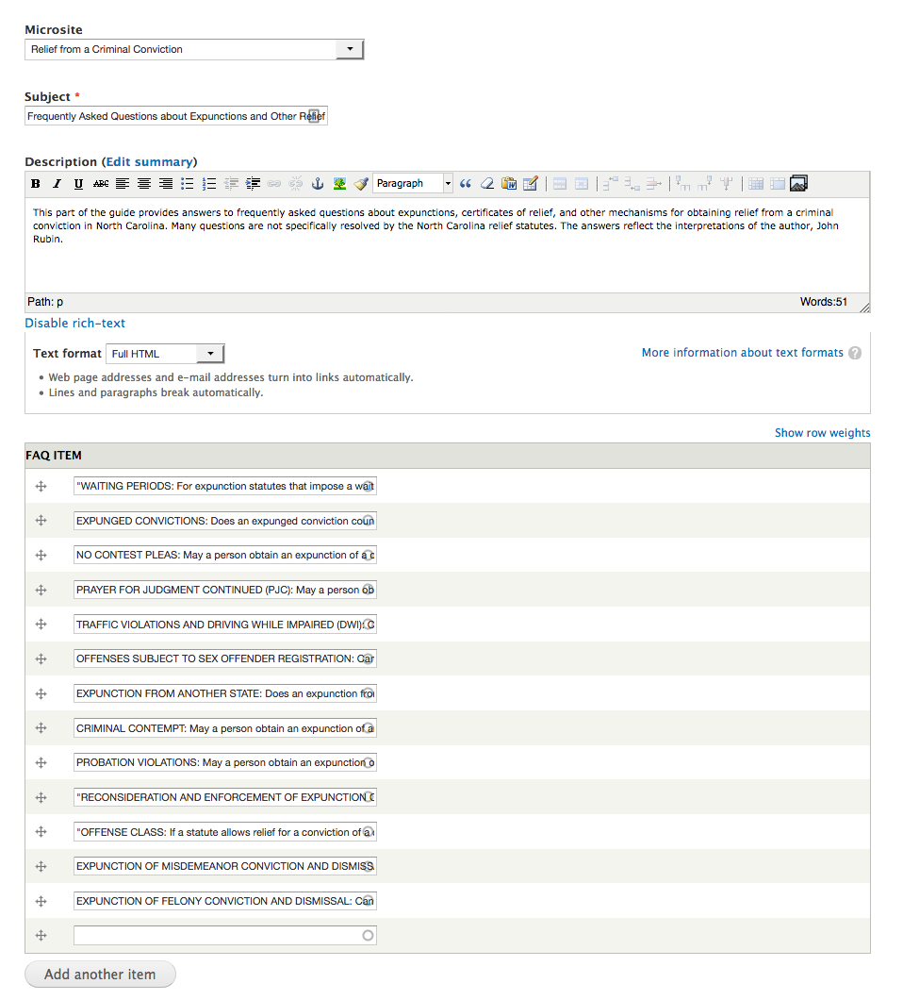 Microsite
Relief from a Criminal Conviction
Subject *
Frequently Asked Questions about Expunctions and Other Relief
Description (Edit summary)
B I U ABC Paragraph
This part of the guide provides answers to frequently asked questions about expunctions, certificates of relief, and other mechanisms for obtaining relief from a criminal
conviction in North Carolina. Many questions are not specifically resolved by the North Carolina relief statutes. The answers reflect the interpretations of the author, John
Rubin.
Path: p Words:51
Disable rich-text
Text format Full HTML More information about text formats ?
• Web page addresses and e-mail addresses turn into links automatically.
• Lines and paragraphs break automatically.
Show row weights
FAQ ITEM
"WAITING PERIODS: For expunction statutes that impose a wait
EXPUNGED CONVICTIONS: Does an expunged conviction coun
NO CONTEST PLEAS: May a person obtain an expunction of a c
PRAYER FOR JUDGMENT CONTINUED (PJC): May a person ob
TRAFFIC VIOLATIONS AND DRIVING WHILE IMPAIRED (DWI): C
OFFENSES SUBJECT TO SEX OFFENDER REGISTRATION: Can
EXPUNCTION FROM ANOTHER STATE: Does an expunction from
CRIMINAL CONTEMPT: May a person obtain an expunction of a
PROBATION VIOLATIONS: May a person obtain an expunction o
"RECONSIDERATION AND ENFORCEMENT OF EXPUNCTION O
"OFFENSE CLASS: If a statute allows relief for a conviction of a
EXPUNCTION OF MISDEMEANOR CONVICTION AND DISMISS
EXPUNCTION OF FELONY CONVICTION AND DISMISSAL: Can
Add another item